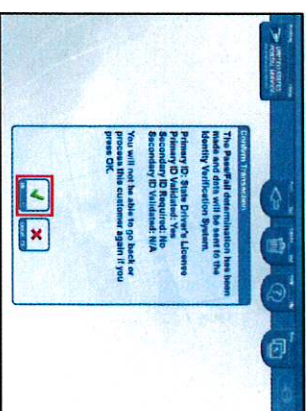 UNITED STATES
POSTAL SERVICE
Confirm Transaction
The Pass/Fail determination has been
made and data will be sent to the
Identity Verification System.
Primary ID: State Driver's License
Primary ID Validated: Yes
Secondary ID Required: No
Secondary ID Validated: N/A
You will not be able to go back or
process this customer again if you
press OK.